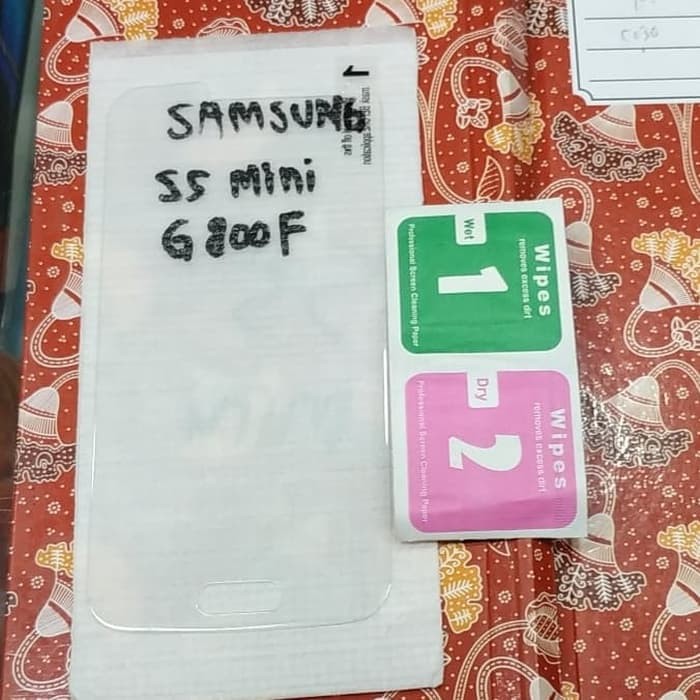 SAMSUNG
S5 Mini
G800F
Wet
1
Wipes
removes excess dirt
Professional Screen Cleaning Paper
Dry
2
Wipes
removes excess dirt
Professional Screen Cleaning Paper